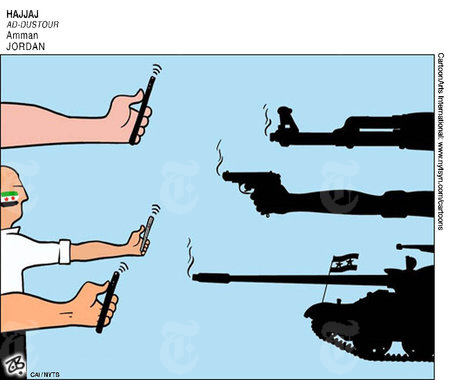 HAJJAJ
AD-DUSTOUR
Amman
JORDAN
CartoonArts International: www.nytsyn.com/cartoons
CAI / NYTS